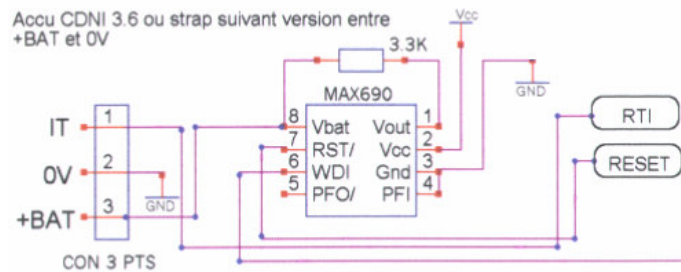 Accu CDNI 3.6 ou strap suivant version entre
+BAT et 0V
Vcc
3.3K
GND
MAX690
IT
0V
+BAT
1
2
3
GND
CON 3 PTS
8 Vbat Vout 1
7 RST/ Vcc 2
6 WDI Gnd 3
5 PFO/ PFI 4
RTI
RESET